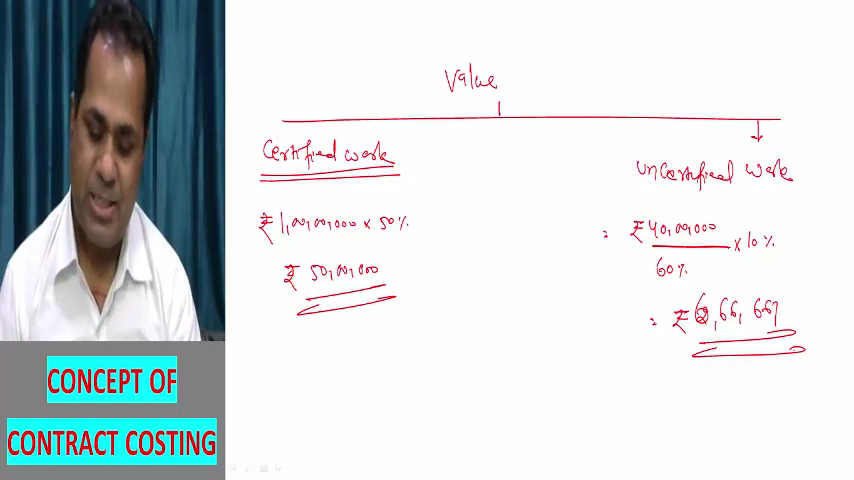 Value
Certified work
₹ 1,00,00,000 x 50%.
₹ 50,00,000
uncertified work
= ₹ 40,00,000 x 10%
60%
= ₹ 6,66,667
CONCEPT OF
CONTRACT COSTING